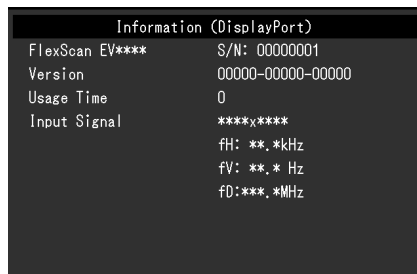 Information (DisplayPort)
FlexScan EV**** S/N: 00000001
Version 00000-00000-00000
Usage Time 0
Input Signal ****x****
fH: **.*kHz
fV: **.* Hz
fD:***.*MHz